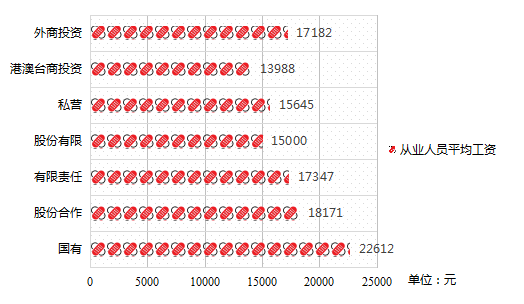 外商投资 17182
港澳台商投资 13988
私营 15645
股份有限 15000
从业人员平均工资
有限责任 17347
股份合作 18171
国有 22612
0 5000 10000 15000 20000 25000 单位：元